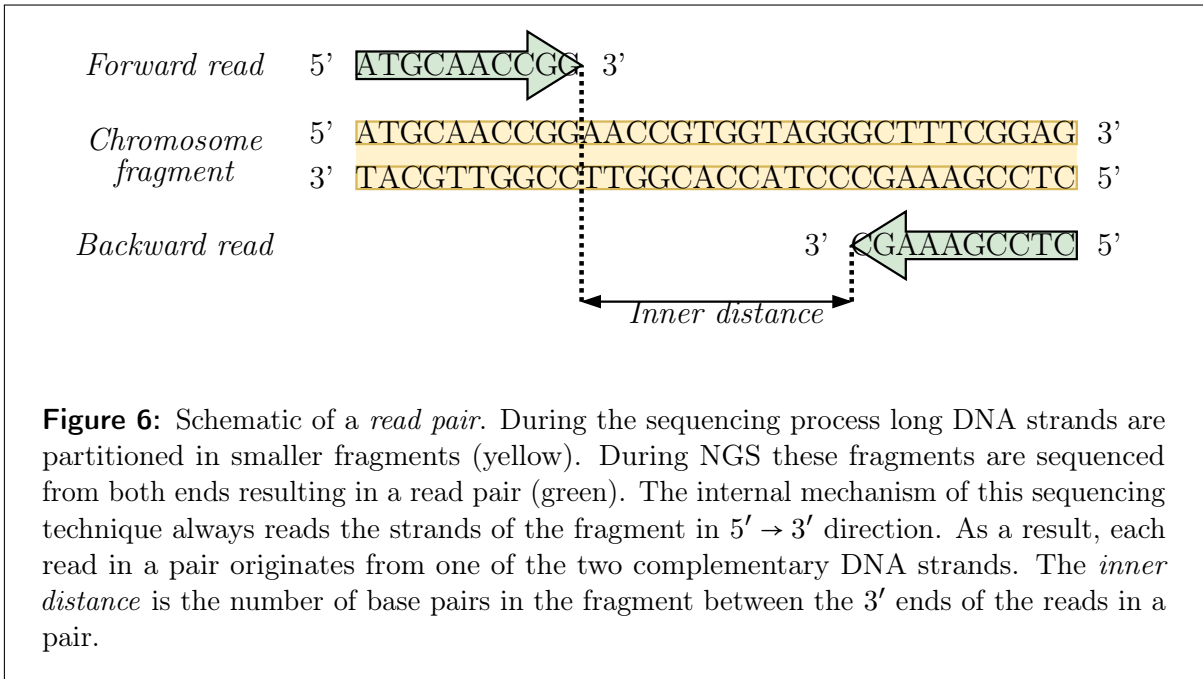 Forward read 5' ATGCAACCGG 3'
Chromosome fragment
5' ATGCAACCGGAACCGTGGTAGGGCTTTCGGAG 3'
3' TACGTTGGCCTTGGCACCATCCCGAAAGCCTC 5'
Backward read 3' CGAAAGCCTC 5'
Inner distance
Figure 6: Schematic of a read pair. During the sequencing process long DNA strands are
partitioned in smaller fragments (yellow). During NGS these fragments are sequenced
from both ends resulting in a read pair (green). The internal mechanism of this sequencing
technique always reads the strands of the fragment in 5′ → 3′ direction. As a result, each
read in a pair originates from one of the two complementary DNA strands. The inner
distance is the number of base pairs in the fragment between the 3′ ends of the reads in a
pair.